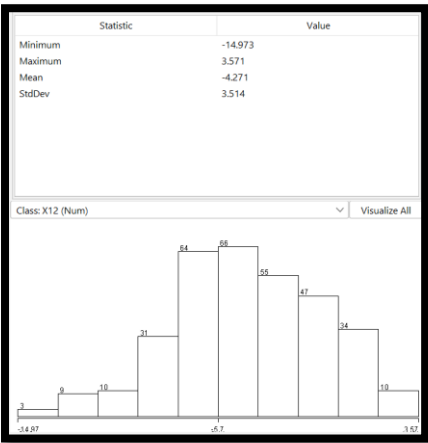 Statistic Value
Minimum -14.973
Maximum 3.571
Mean -4.271
StdDev 3.514
Class: X12 (Num) Visualize All
66
64
55
47
34
31
10
9 10
3
-14.97 -5.7 3.57